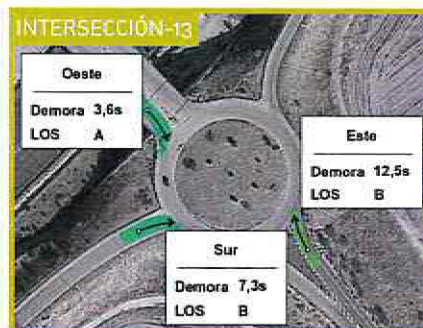 INTERSECCIÓN-13
Oeste
Demora 3,6s
LOS A
Este
Demora 12,5s
LOS B
Sur
Demora 7,3s
LOS B